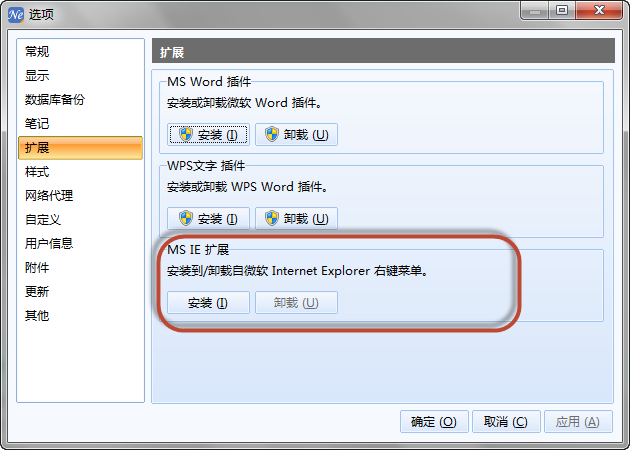 Ne 选项
常规
显示
数据库备份
笔记
扩展
样式
网络代理
自定义
用户信息
附件
更新
其他
扩展
MS Word 插件
安装或卸载微软 Word 插件。
安装 (I) 卸载 (U)
WPS文字 插件
安装或卸载 WPS Word 插件。
安装 (I) 卸载 (U)
MS IE 扩展
安装到/卸载自微软 Internet Explorer 右键菜单。
安装 (I) 卸载 (U)
确定 (O) 取消 (C) 应用 (A)